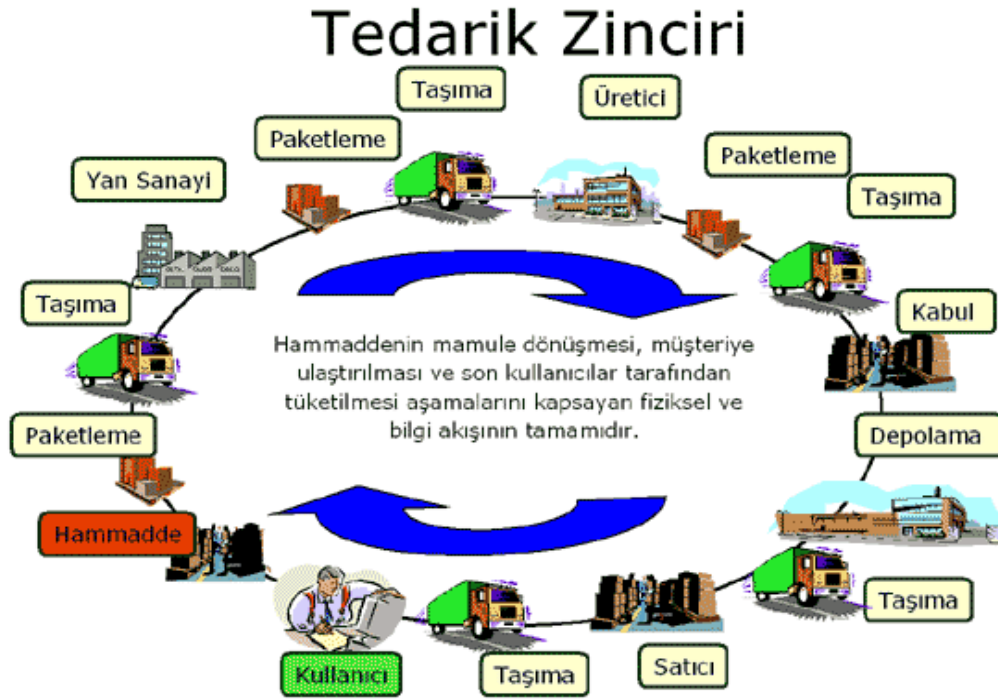 Tedarik Zinciri
Taşıma
Üretici
Paketleme
Paketleme
Yan Sanayi
Taşıma
Taşıma
Kabul
Hammaddenin mamule dönüşmesi, müşteriye
ulaştırılması ve son kullanıcılar tarafından
tüketilmesi aşamalarını kapsayan fiziksel ve
bilgi akışının tamamıdır.
Paketleme
Depolama
Hammadde
Taşıma
Kullanıcı
Taşıma
Satıcı